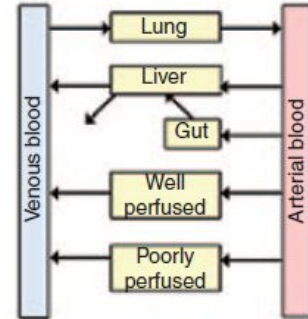 Venous blood
Lung
Liver
Gut
Well
perfused
Poorly
perfused
Arterial blood